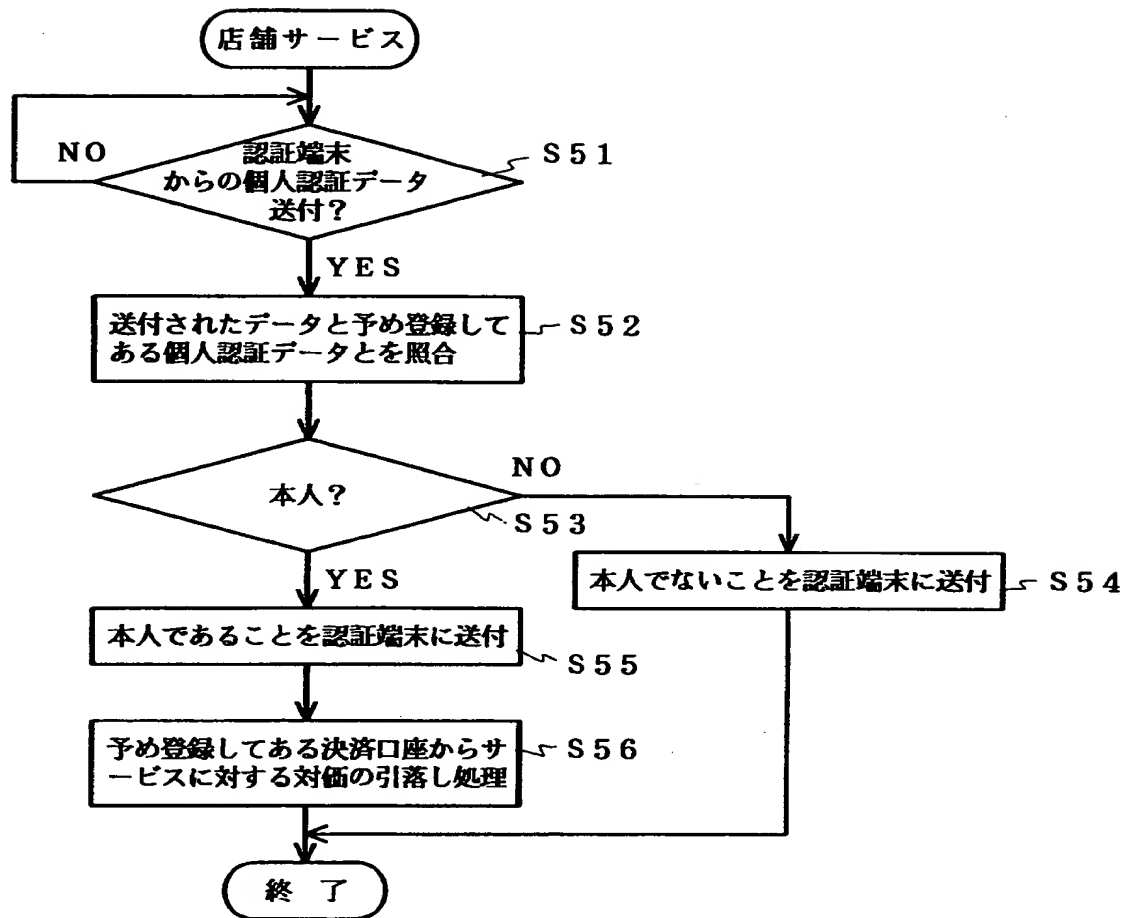 店舗サービス
NO
認証端末
からの個人認証データ
送付？
S51
YES
送付されたデータと予め登録して
ある個人認証データとを照合
S52
NO
本人？
S53
YES
本人でないことを認証端末に送付
S54
本人であることを認証端末に送付
S55
予め登録してある決済口座からサ
ービスに対する対価の引落し処理
S56
終了